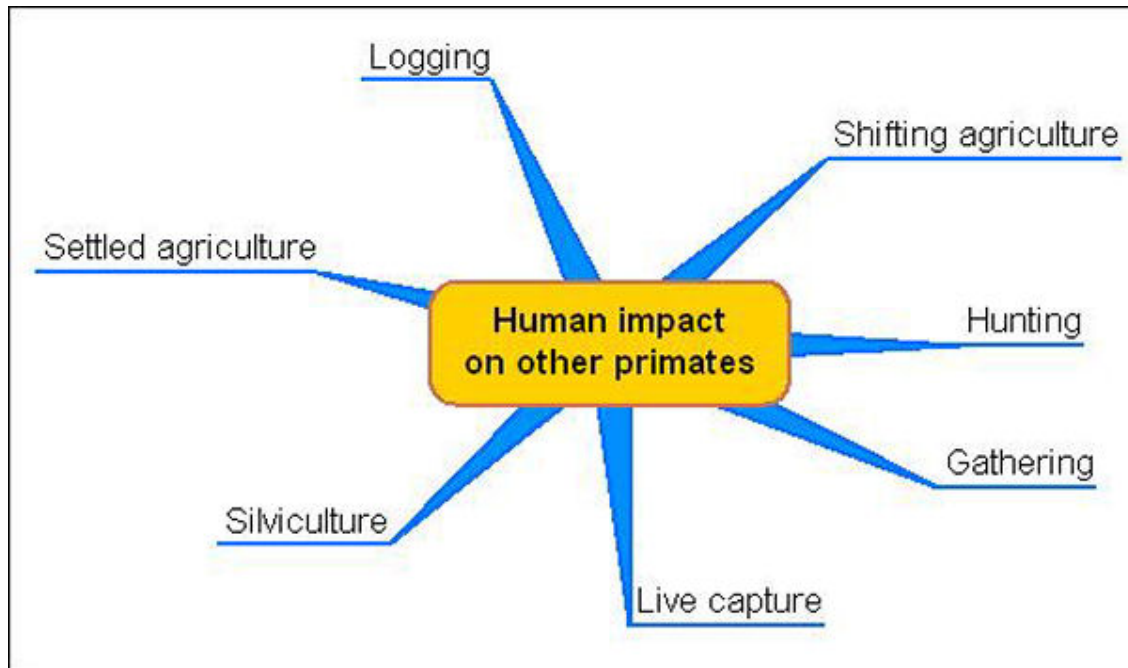 Logging
Shifting agriculture
Settled agriculture
Human impact
on other primates
Hunting
Gathering
Silviculture
Live capture